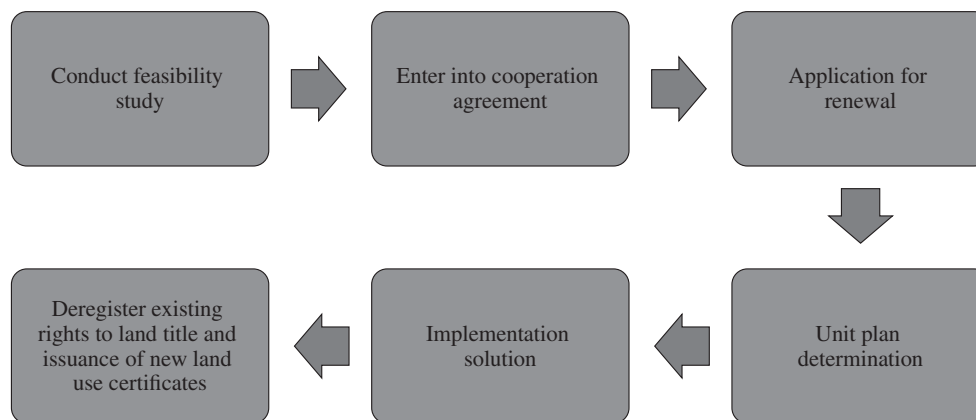 Conduct feasibility
study
Enter into cooperation
agreement
Application for
renewal
Unit plan
determination
Implementation
solution
Deregister existing
rights to land title and
issuance of new land
use certificates